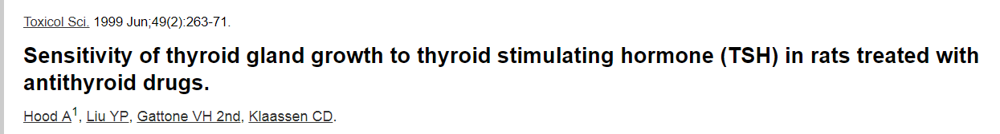 Toxicol Sci. 1999 Jun;49(2):263-71.
Sensitivity of thyroid gland growth to thyroid stimulating hormone (TSH) in rats treated with
antithyroid drugs.
Hood A1, Liu YP, Gattone VH 2nd, Klaassen CD.